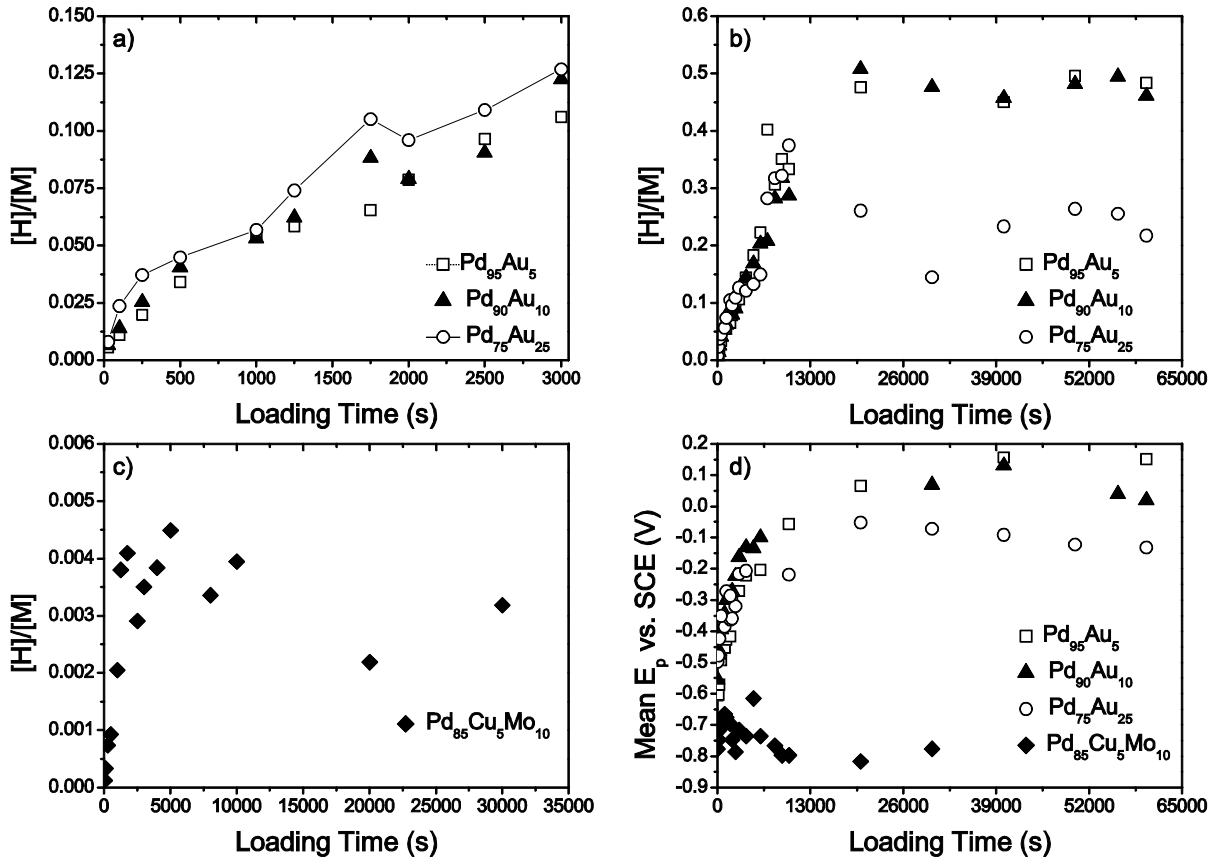 a)
[H]/[M]
0.150
0.125
0.100
0.075
0.050
0.025
0.000
Pd95Au5
Pd90Au10
Pd75Au25
0 500 1000 1500 2000 2500 3000
Loading Time (s)
b)
[H]/[M]
0.6
0.5
0.4
0.3
0.2
0.1
0.0
Pd95Au5
Pd90Au10
Pd75Au25
0 13000 26000 39000 52000 65000
Loading Time (s)
c)
[H]/[M]
0.006
0.005
0.004
0.003
0.002
0.001
0.000
Pd85Cu5Mo10
0 5000 10000 15000 20000 25000 30000 35000
Loading Time (s)
d)
Mean Ep vs. SCE (V)
0.2
0.1
0.0
-0.1
-0.2
-0.3
-0.4
-0.5
-0.6
-0.7
-0.8
-0.9
Pd95Au5
Pd90Au10
Pd75Au25
Pd85Cu5Mo10
0 13000 26000 39000 52000 65000
Loading Time (s)